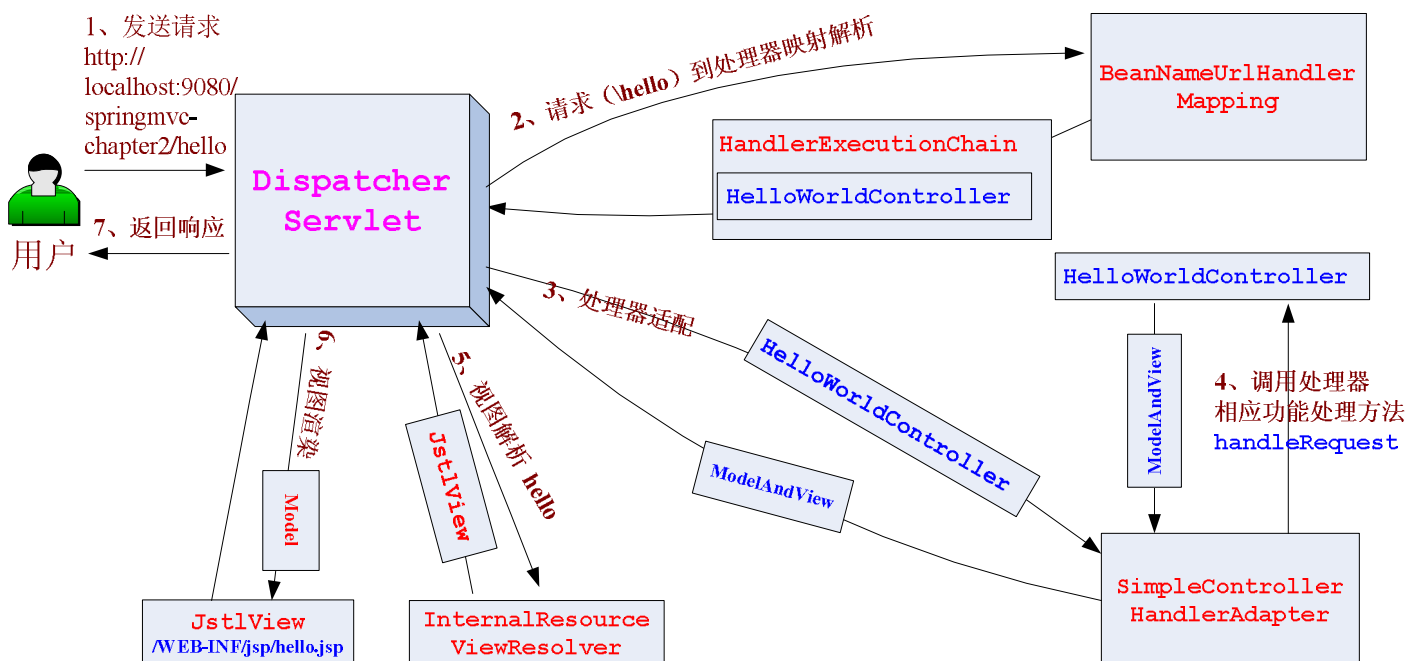 1、发送请求
http://
localhost:9080/
springmvc-
chapter2/hello
用户
7、返回响应
Dispatcher
Servlet
2、请求（\hello）到处理器映射解析
BeanNameUrlHandler
Mapping
HandlerExecutionChain
HelloWorldController
3、处理器适配
HelloWorldController
HelloWorldController
ModelAndView
4、调用处理器
相应功能处理方法
handleRequest
ModelAndView
SimpleController
HandlerAdapter
5、视图解析 hello
JstlView
InternalResource
ViewResolver
6、视图渲染
Model
JstlView
/WEB-INF/jsp/hello.jsp